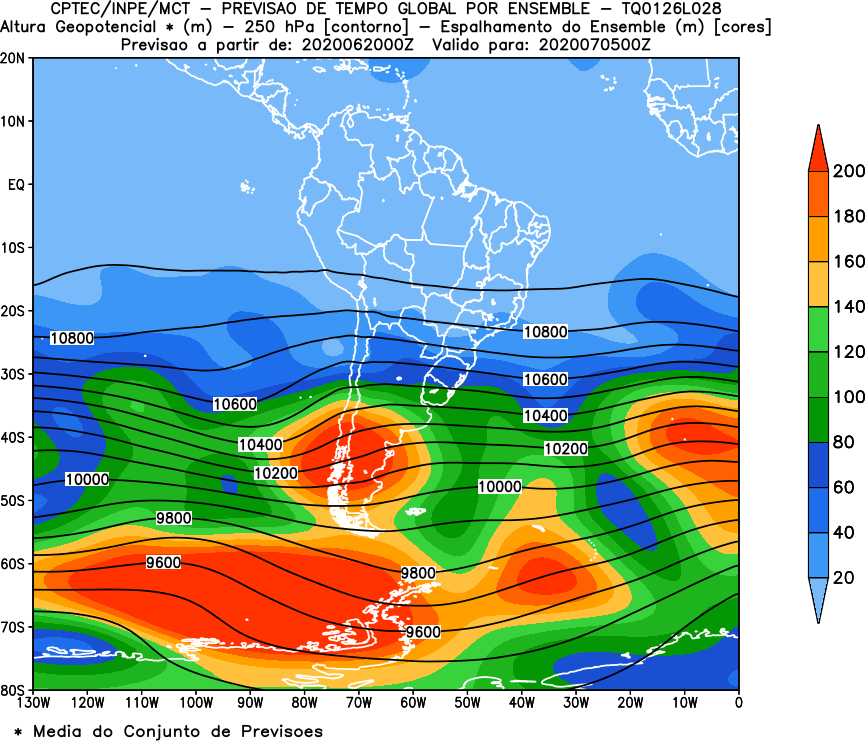 CPTEC/INPE/MCT - PREVISAO DE TEMPO GLOBAL POR ENSEMBLE - TQ0126L028
Altura Geopotencial * (m) - 250 hPa [contorno] - Espalhamento do Ensemble (m) [cores]
Previsao a partir de: 2020062000Z Valido para: 2020070500Z
20N
10N
EQ
10S
20S
30S
40S
50S
60S
70S
80S
10800
10800
10600
10600
10400
10400
10200
10200
10000
10000
9800
9800
9600
9600
130W 120W 110W 100W 90W 80W 70W 60W 50W 40W 30W 20W 10W 0
200
180
160
140
120
100
80
60
40
20
* Media do Conjunto de Previsoes